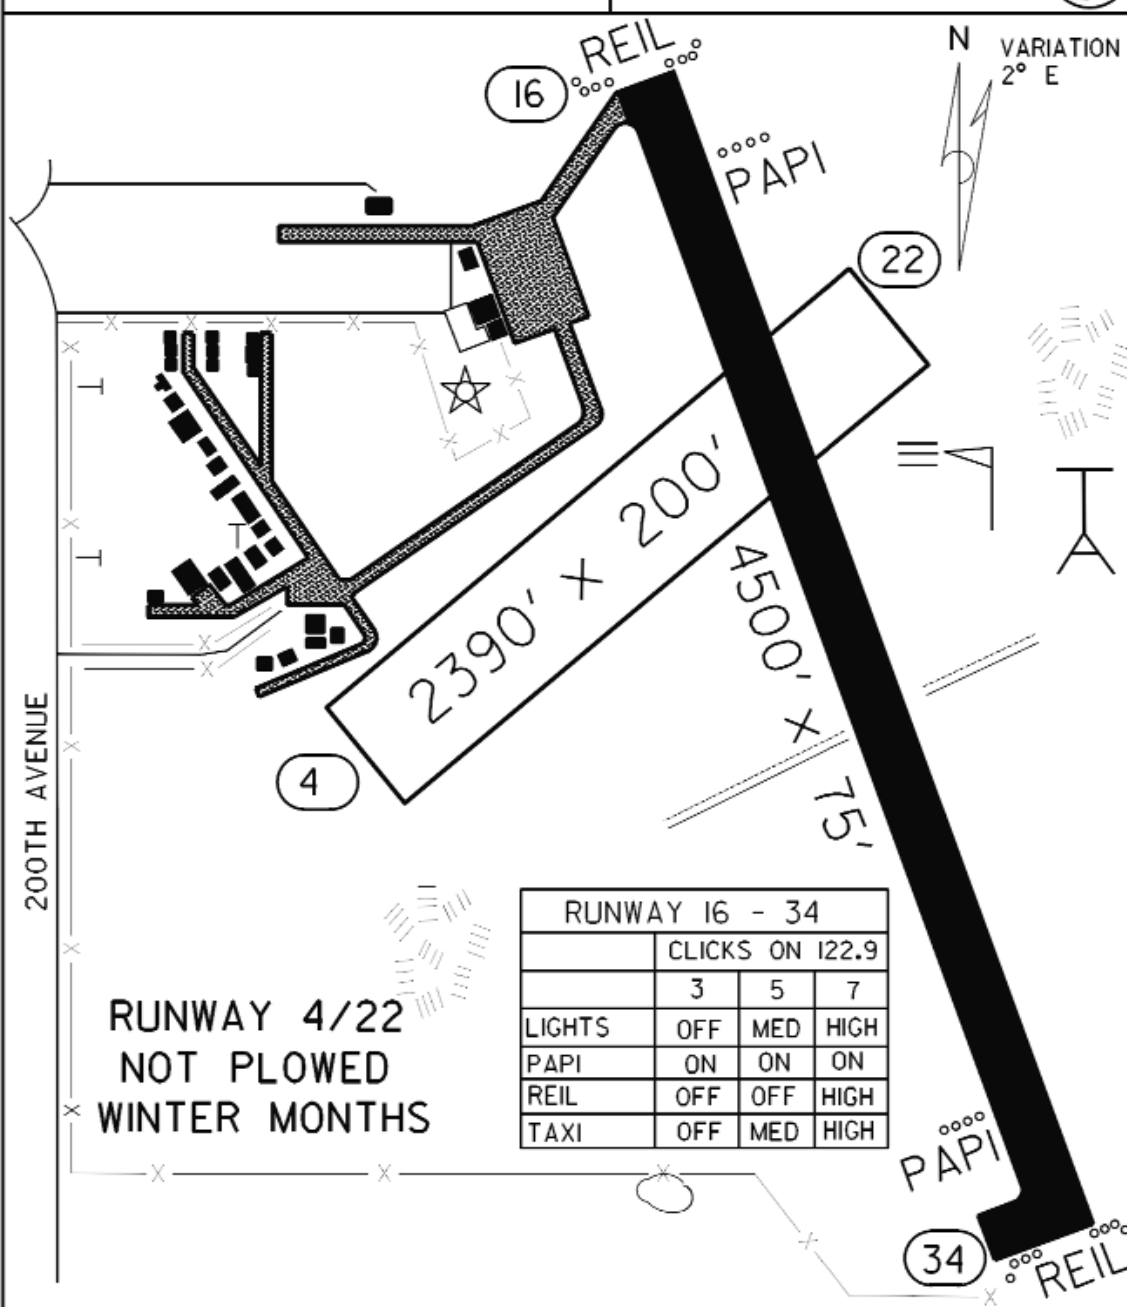 REIL
N
VARIATION
2° E
16
PAPI
22
2390' X 200'
4500' X 75'
4
200TH AVENUE
RUNWAY 16 - 34
CLICKS ON 122.9
3 5 7
LIGHTS OFF MED HIGH
PAPI ON ON ON
REIL OFF OFF HIGH
TAXI OFF MED HIGH
RUNWAY 4/22
NOT PLOWED
WINTER MONTHS
PAPI
34
REIL